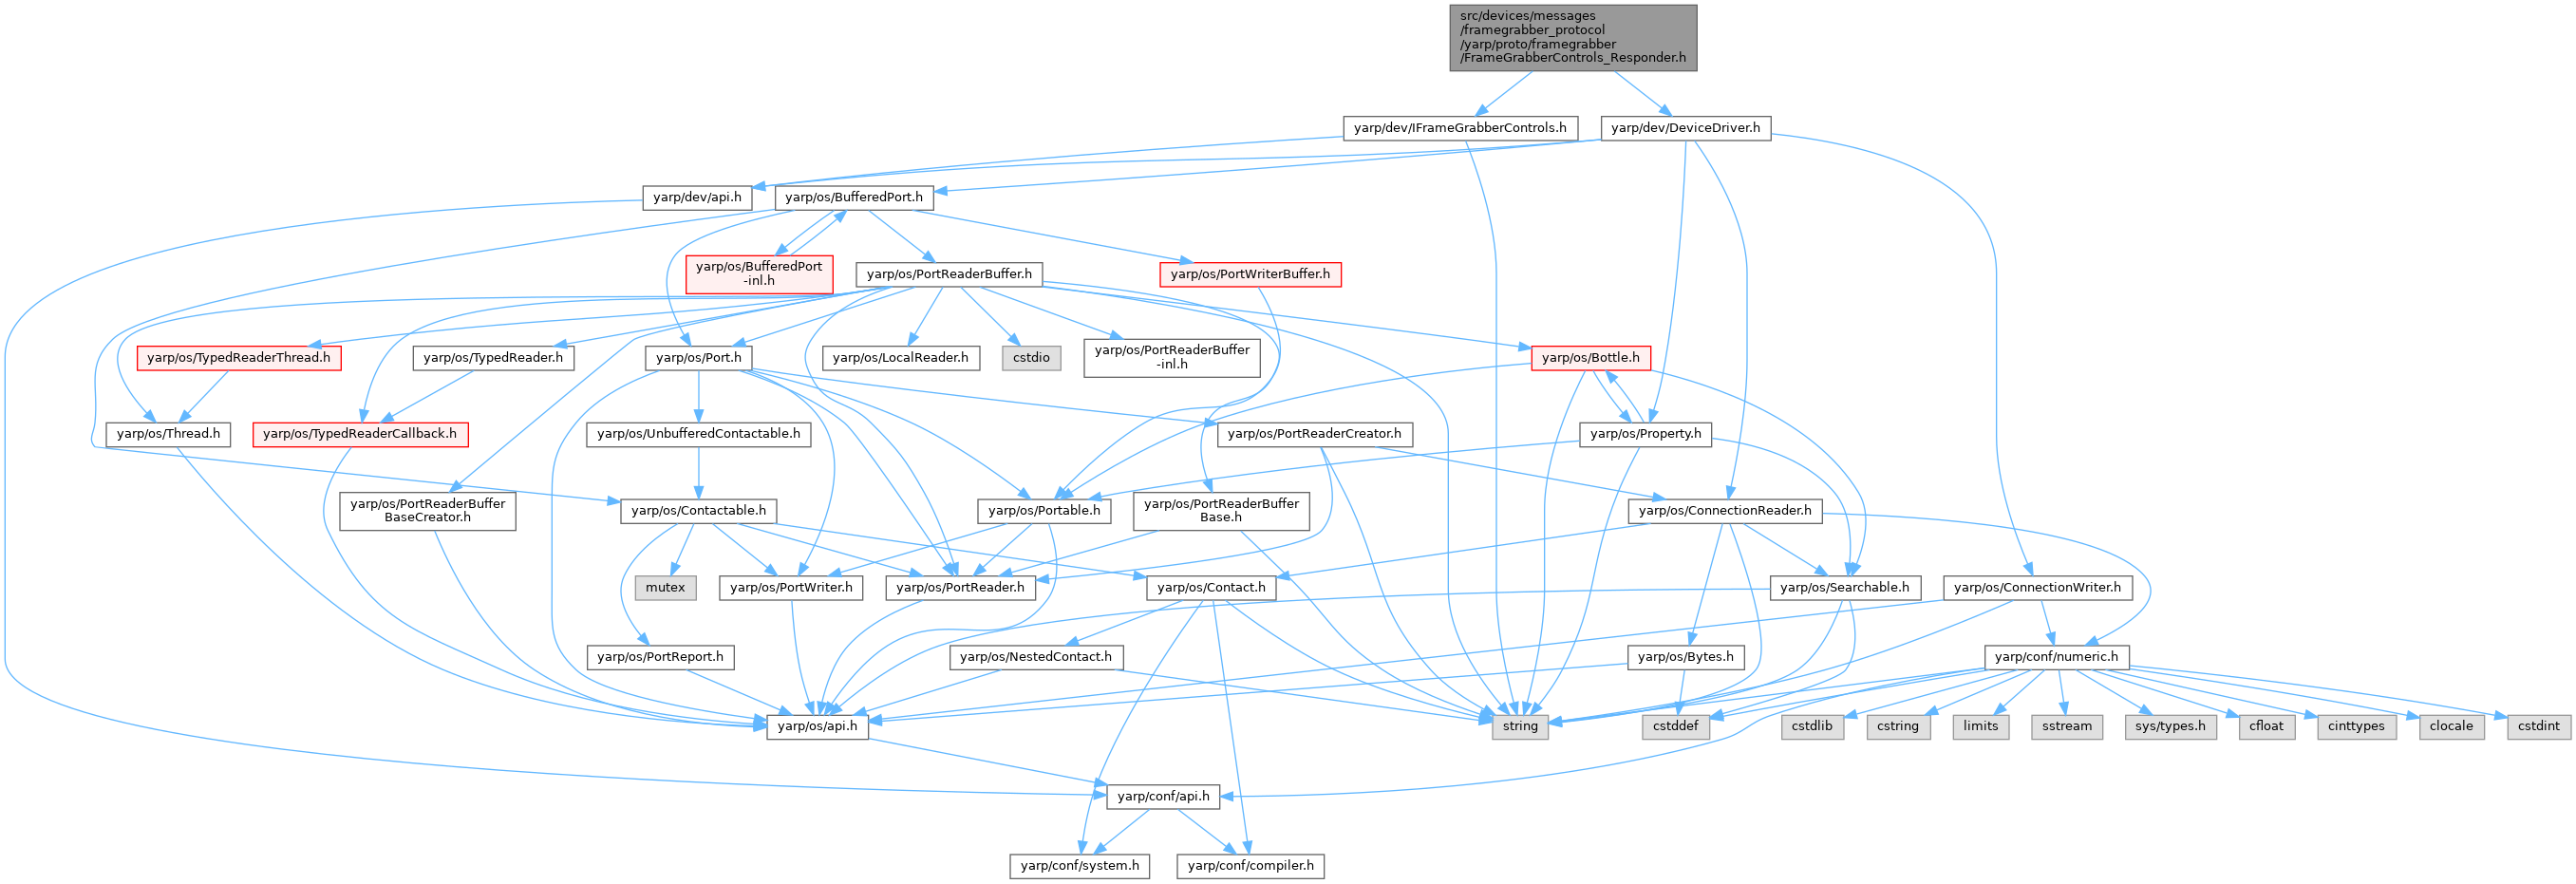 src/devices/messages
/framegrabber_protocol
/yarp/proto/framegrabber
/FrameGrabberControls_Responder.h
yarp/dev/IFrameGrabberControls.h
yarp/dev/DeviceDriver.h
yarp/dev/api.h
yarp/os/BufferedPort.h
yarp/os/BufferedPort
-inl.h
yarp/os/PortReaderBuffer.h
yarp/os/PortWriterBuffer.h
yarp/os/TypedReaderThread.h
yarp/os/TypedReader.h
yarp/os/Port.h
yarp/os/LocalReader.h
cstdio
yarp/os/PortReaderBuffer
-inl.h
yarp/os/Bottle.h
yarp/os/Thread.h
yarp/os/TypedReaderCallback.h
yarp/os/UnbufferedContactable.h
yarp/os/PortReaderCreator.h
yarp/os/Property.h
yarp/os/PortReaderBuffer
BaseCreator.h
yarp/os/Contactable.h
yarp/os/Portable.h
yarp/os/PortReaderBuffer
Base.h
yarp/os/ConnectionReader.h
mutex
yarp/os/PortWriter.h
yarp/os/PortReader.h
yarp/os/Contact.h
yarp/os/Searchable.h
yarp/os/ConnectionWriter.h
yarp/os/PortReport.h
yarp/os/NestedContact.h
yarp/os/Bytes.h
yarp/conf/numeric.h
yarp/os/api.h
string
cstddef
cstdlib
cstring
limits
sstream
sys/types.h
cfloat
cinttypes
clocale
cstdint
yarp/conf/api.h
yarp/conf/system.h
yarp/conf/compiler.h